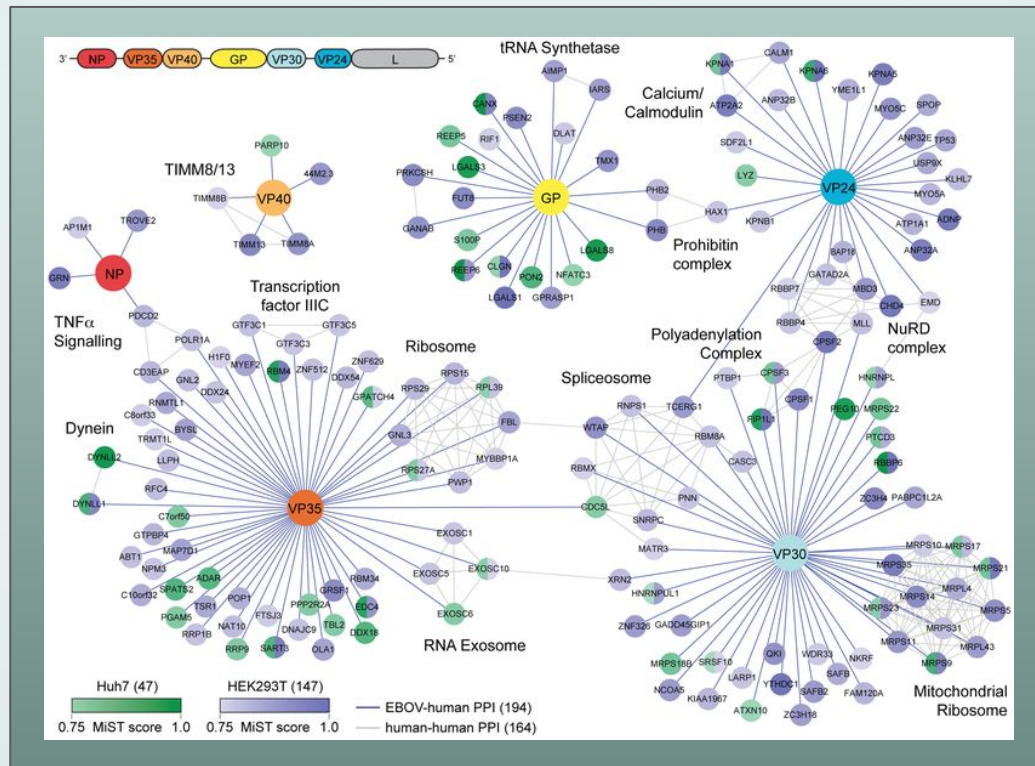 3' NP VP35 VP40 GP VP30 VP24 L 5'
tRNA Synthetase
AIMP1
IARS
CANX
PSEN2
REEP5
RIF1
DLAT
LGALS3
TMX1
PRKCSH
FUT8
GP
PHB2
HAX1
GANAB
PHB
S100P
LGALS8
REEP6
CLGN
PON2
NFATC3
LGALS1
GPRASP1
Prohibitin
complex
Calcium/
Calmodulin
KPNA1
CALM1
KPNA6
KPNA5
YME1L1
ATP2A2
ANP32B
MYO5C
SPOP
SDF2L1
ANP32E
TP53
USP9X
LYZ
KLHL7
VP24
MYO5A
KPNB1
ATP1A1
ADNP
ANP32A
BAP18
GATAD2A
RBBP7
MBD3
CHD4
EMD
RBBP4
MLL
NuRD
complex
TIMM8/13
PARP10
44M2.3
TIMM8B
VP40
TIMM13
TIMM8A
AP1M1
TROVE2
GRN
NP
TNFα
Signalling
PDCD2
Transcription
factor IIIC
GTF3C1
GTF3C5
GTF3C3
POLR1A
H1F0
MYEF2
RBM4
ZNF512
ZNF629
DDX54
GPATCH4
CD3EAP
GNL2
DDX24
RNMTL1
C8orf33
BYSL
TRMT1L
LLPH
Dynein
DYNLL2
DYNLL1
RFC4
C7orf50
GTPBP4
ABT1
MAP7D1
NPM3
C10orf32
SPATS2
ADAR
PGAM5
TSR1
POP1
RRP1B
NAT10
RRP9
FTSJ3
SART3
PPP2R2A
DNAJC9
TBL2
OLA1
GRSF1
RBM34
EDC4
DDX18
VP35
Ribosome
RPS15
RPS29
RPL39
GNL3
FBL
MYBBP1A
RPS27A
PWP1
EXOSC1
EXOSC5
EXOSC10
EXOSC6
RNA Exosome
Spliceosome
RNPS1
TCERG1
WTAP
RBM8A
RBMX
CASC3
CDC5L
PNN
SNRPC
MATR3
Polyadenylation
Complex
CPSF2
PTBP1
CPSF3
FIP1L1
CPSF1
HNRNPL
PEG10
MRPS22
PTCD3
RBBP6
ZC3H4
PABPC1L2A
VP30
XRN2
HNRNPUL1
ZNF326
GADD45GIP1
MRPS18B
SRSF10
NCOA5
LARP1
KIAA1967
ATXN10
QKI
YTHDC1
WDR33
SAFB
NKRF
SAFB2
FAM120A
ZC3H18
MRPS10
MRPS17
MRPS35
MRPS21
MRPS14
MRPL4
MRPS23
MRPS5
MRPS31
MRPS11
MRPL43
MRPS9
Mitochondrial
Ribosome
Huh7 (47)
0.75 MiST score 1.0
HEK293T (147)
0.75 MiST score 1.0
EBOV-human PPI (194)
human-human PPI (164)